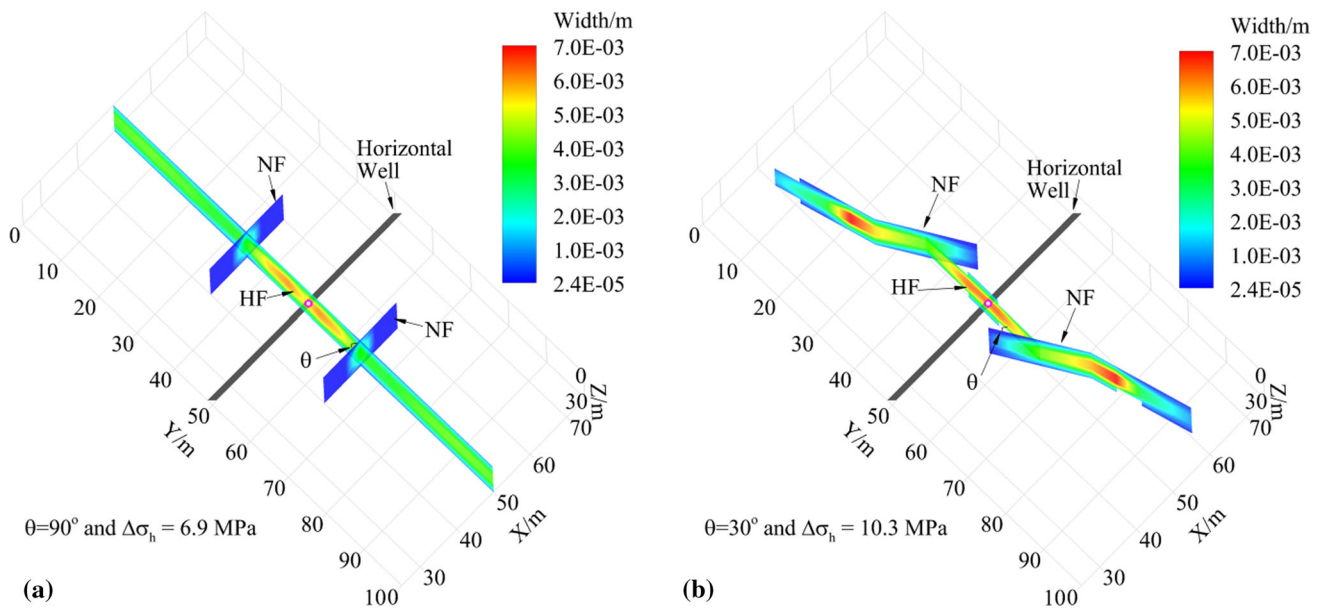 Width/m
7.0E-03
6.0E-03
5.0E-03
4.0E-03
3.0E-03
2.0E-03
1.0E-03
2.4E-05
Horizontal
Well
NF
HF
NF
θ
0
10
20
30
40
50
60
70
80
90
100
Y/m
0
30
Z/m
70
60
50
40
30
X/m
θ=90° and Δσh = 6.9 MPa
(a)
Width/m
7.0E-03
6.0E-03
5.0E-03
4.0E-03
3.0E-03
2.0E-03
1.0E-03
2.4E-05
Horizontal
Well
NF
HF
NF
θ
0
10
20
30
40
50
60
70
80
90
100
Y/m
0
30
Z/m
70
60
50
40
30
X/m
θ=30° and Δσh = 10.3 MPa
(b)